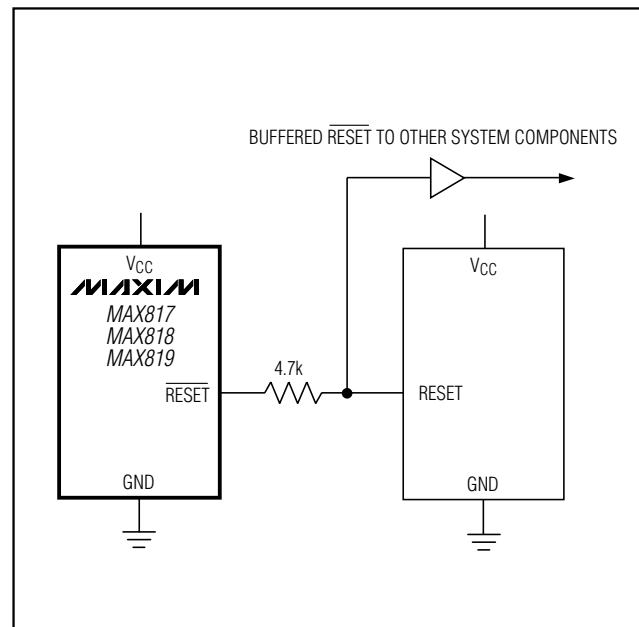 BUFFERED RESET TO OTHER SYSTEM COMPONENTS
VCC
MAXIM
MAX817
MAX818
MAX819
RESET
GND
4.7k
VCC
RESET
GND